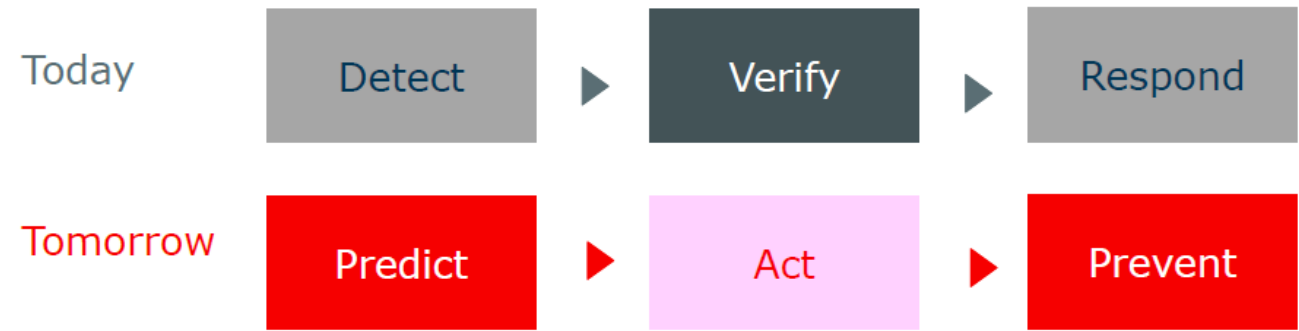 Today
Detect
Verify
Respond
Tomorrow
Predict
Act
Prevent